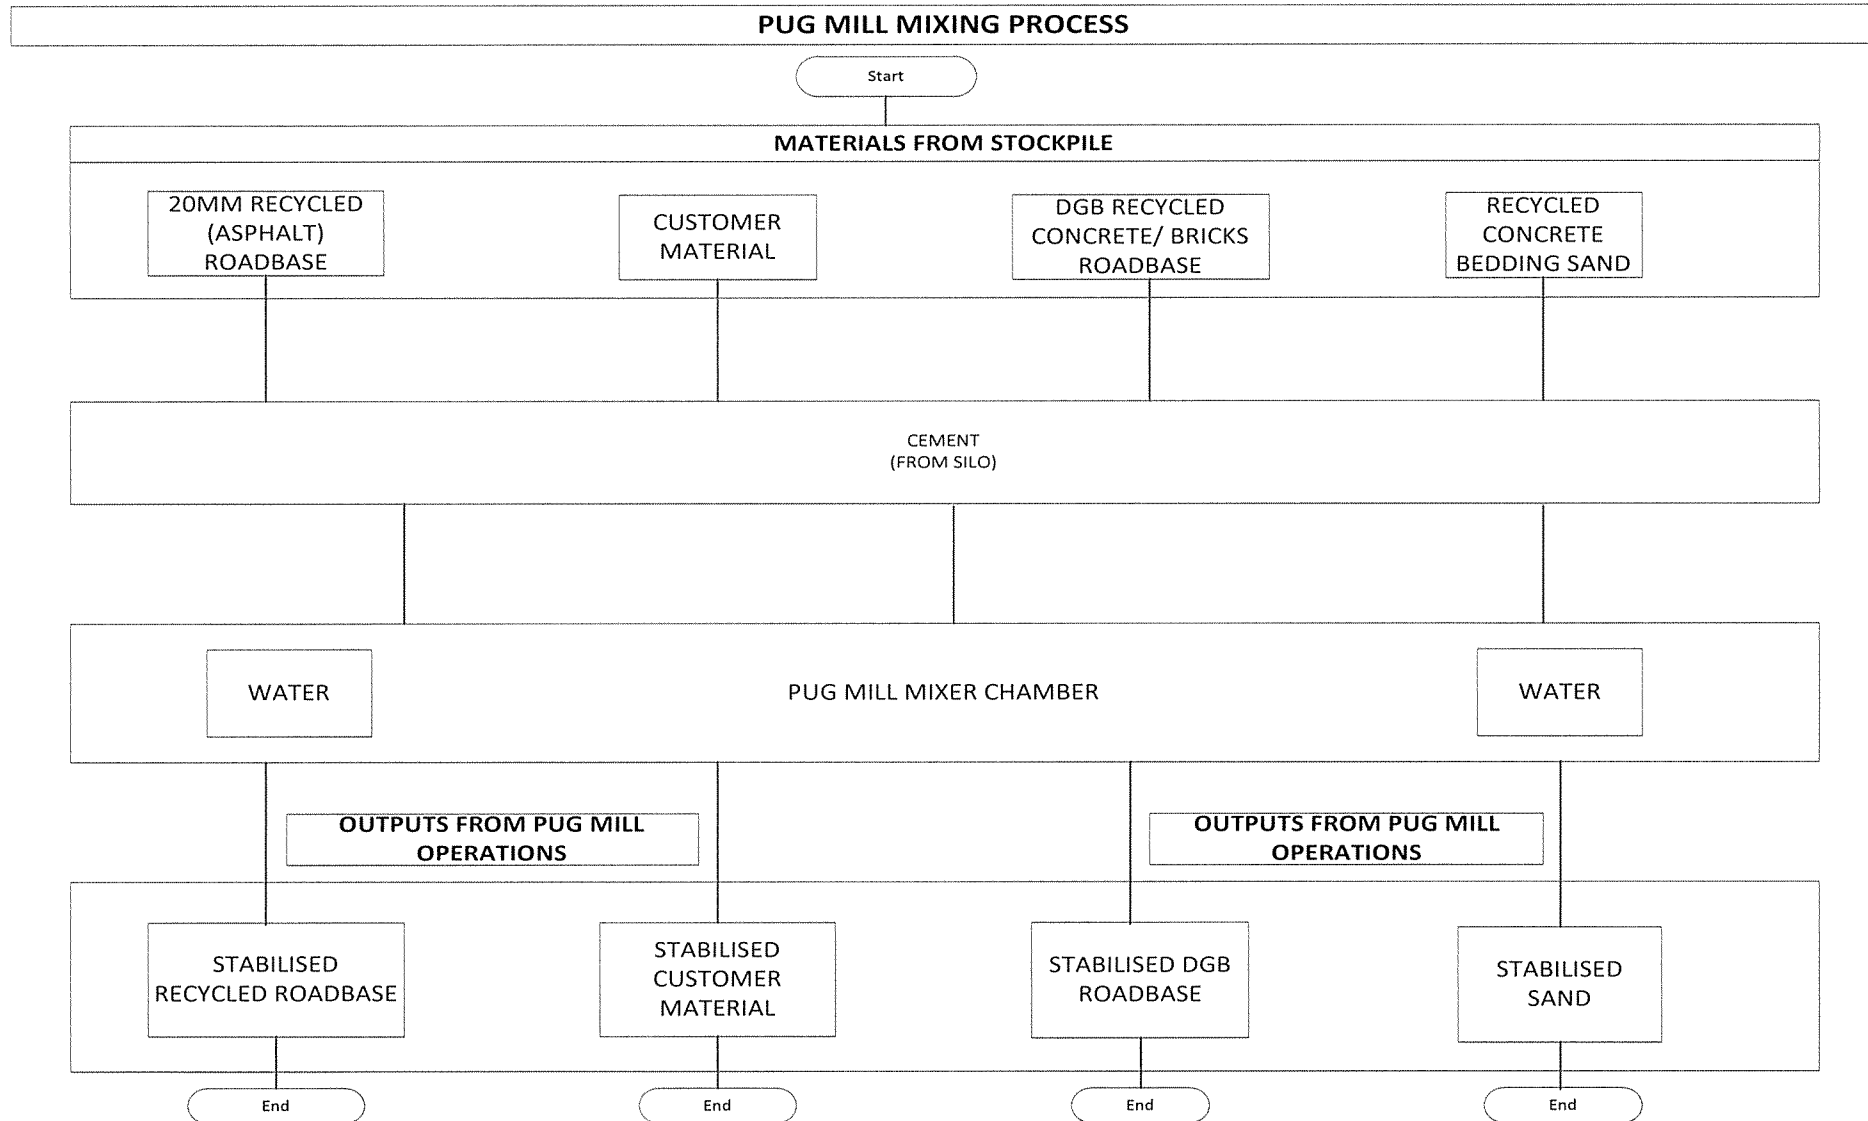 PUG MILL MIXING PROCESS
Start
MATERIALS FROM STOCKPILE
20MM RECYCLED
(ASPHALT)
ROADBASE
CUSTOMER
MATERIAL
DGB RECYCLED
CONCRETE/ BRICKS
ROADBASE
RECYCLED
CONCRETE
BEDDING SAND
CEMENT
(FROM SILO)
WATER
PUG MILL MIXER CHAMBER
WATER
OUTPUTS FROM PUG MILL
OPERATIONS
OUTPUTS FROM PUG MILL
OPERATIONS
STABILISED
RECYCLED ROADBASE
STABILISED
CUSTOMER
MATERIAL
STABILISED DGB
ROADBASE
STABILISED
SAND
End
End
End
End